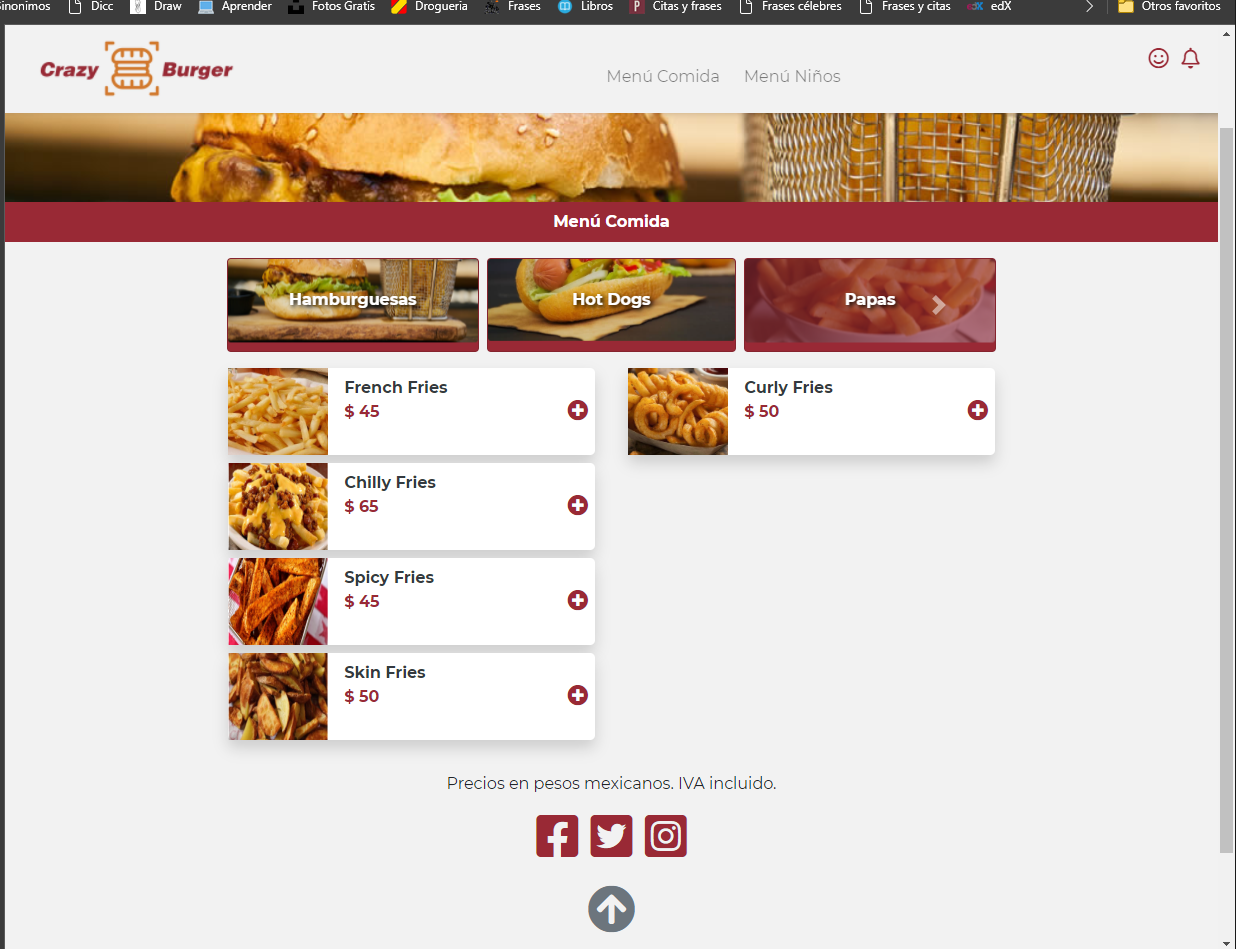 inonimos Dicc Draw Aprender Fotos Gratis Drogueria Frases Libros Citas y frases Frases célebres Frases y citas edX Otros favoritos
Crazy Burger
Menú Comida Menú Niños
Menú Comida
Hamburguesas Hot Dogs Papas
French Fries
$ 45
Curly Fries
$ 50
Chilly Fries
$ 65
Spicy Fries
$ 45
Skin Fries
$ 50
Precios en pesos mexicanos. IVA incluido.